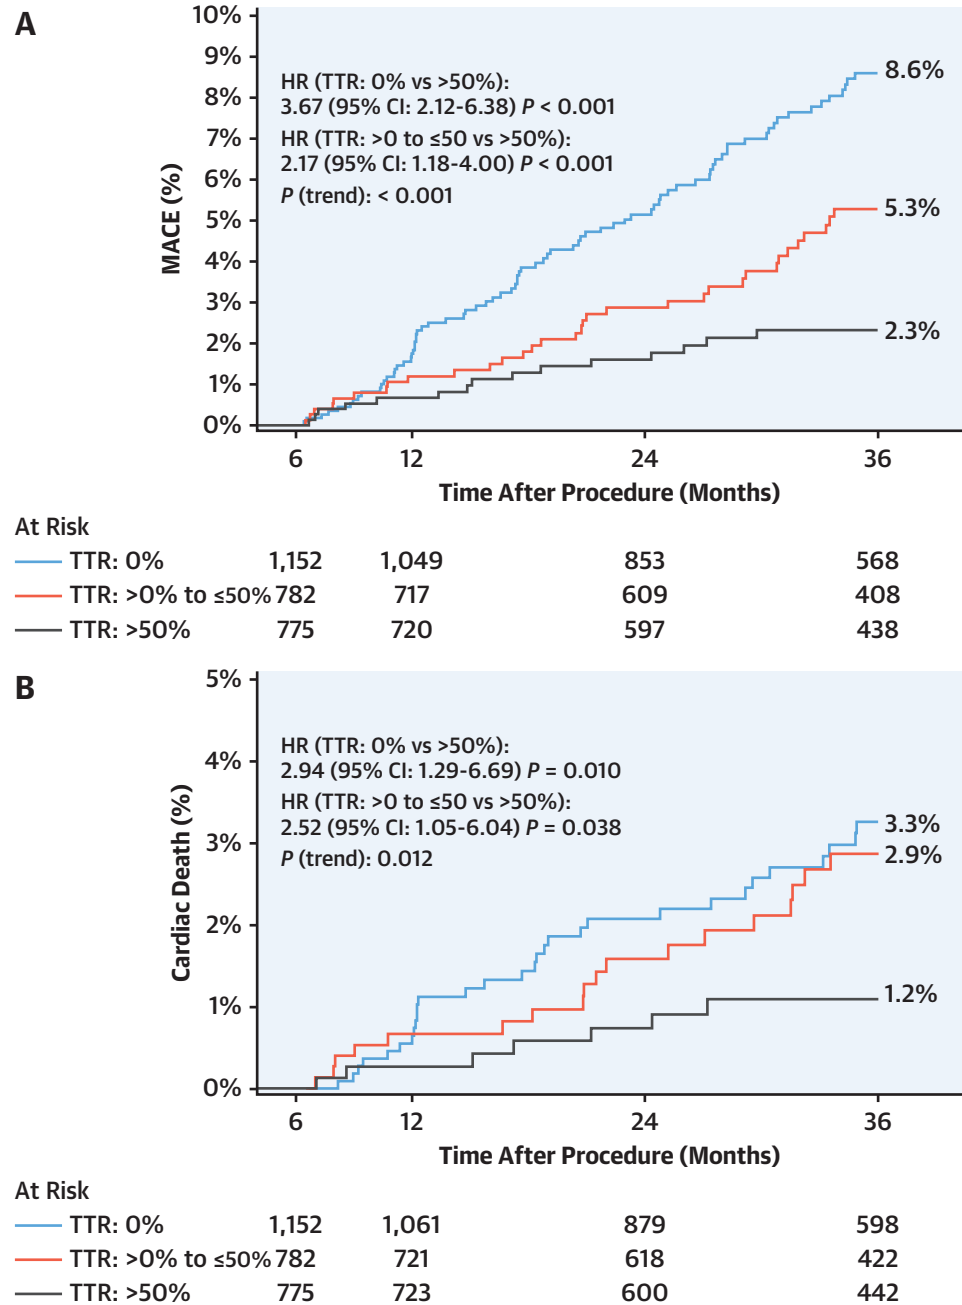 A
10%
9%
8%
7%
6%
5%
4%
3%
2%
1%
0%
MACE (%)
HR (TTR: 0% vs >50%):
3.67 (95% CI: 2.12-6.38) P < 0.001
HR (TTR: >0 to ≤50 vs >50%):
2.17 (95% CI: 1.18-4.00) P < 0.001
P (trend): < 0.001
8.6%
5.3%
2.3%
6 12 24 36
Time After Procedure (Months)
At Risk
TTR: 0% 1,152 1,049 853 568
TTR: >0% to ≤50% 782 717 609 408
TTR: >50% 775 720 597 438
B
5%
4%
3%
2%
1%
0%
Cardiac Death (%)
HR (TTR: 0% vs >50%):
2.94 (95% CI: 1.29-6.69) P = 0.010
HR (TTR: >0 to ≤50 vs >50%):
2.52 (95% CI: 1.05-6.04) P = 0.038
P (trend): 0.012
3.3%
2.9%
1.2%
6 12 24 36
Time After Procedure (Months)
At Risk
TTR: 0% 1,152 1,061 879 598
TTR: >0% to ≤50% 782 721 618 422
TTR: >50% 775 723 600 442